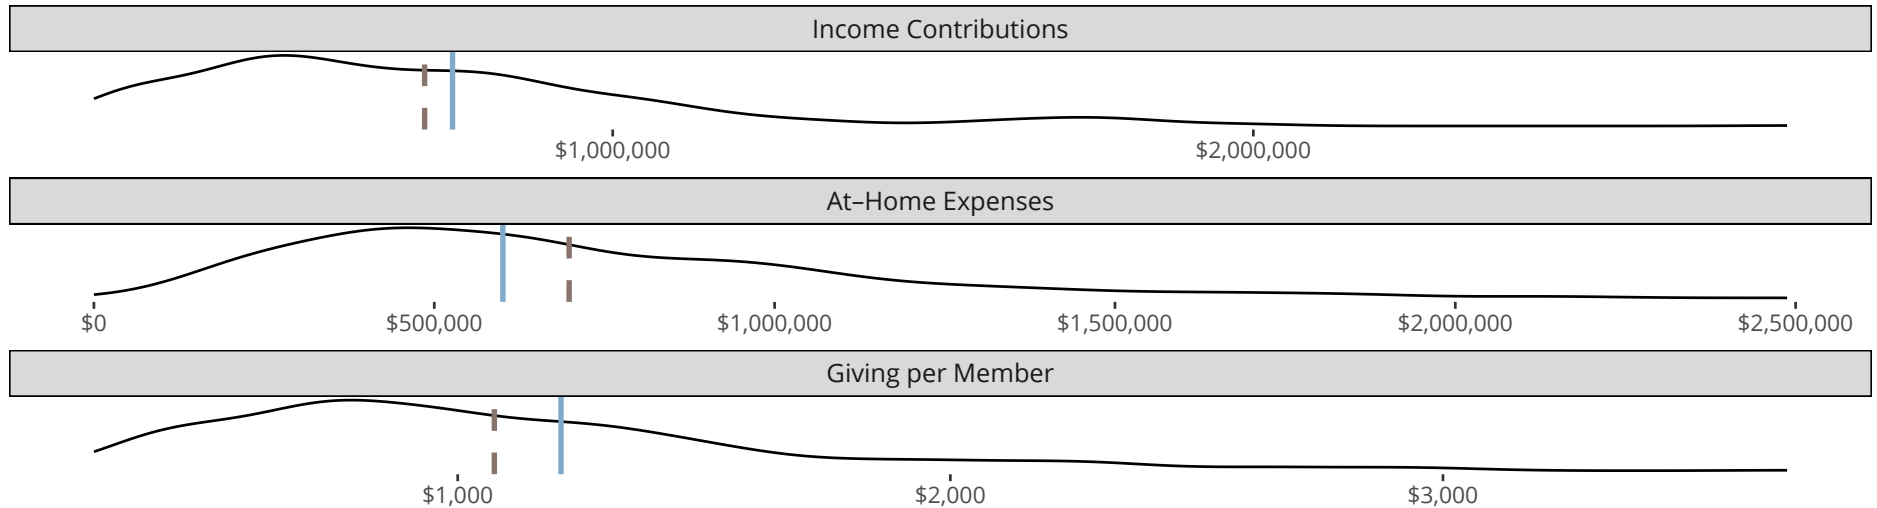 Income Contributions
$1,000,000 $2,000,000
At–Home Expenses
$0 $500,000 $1,000,000 $1,500,000 $2,000,000 $2,500,000
Giving per Member
$1,000 $2,000 $3,000